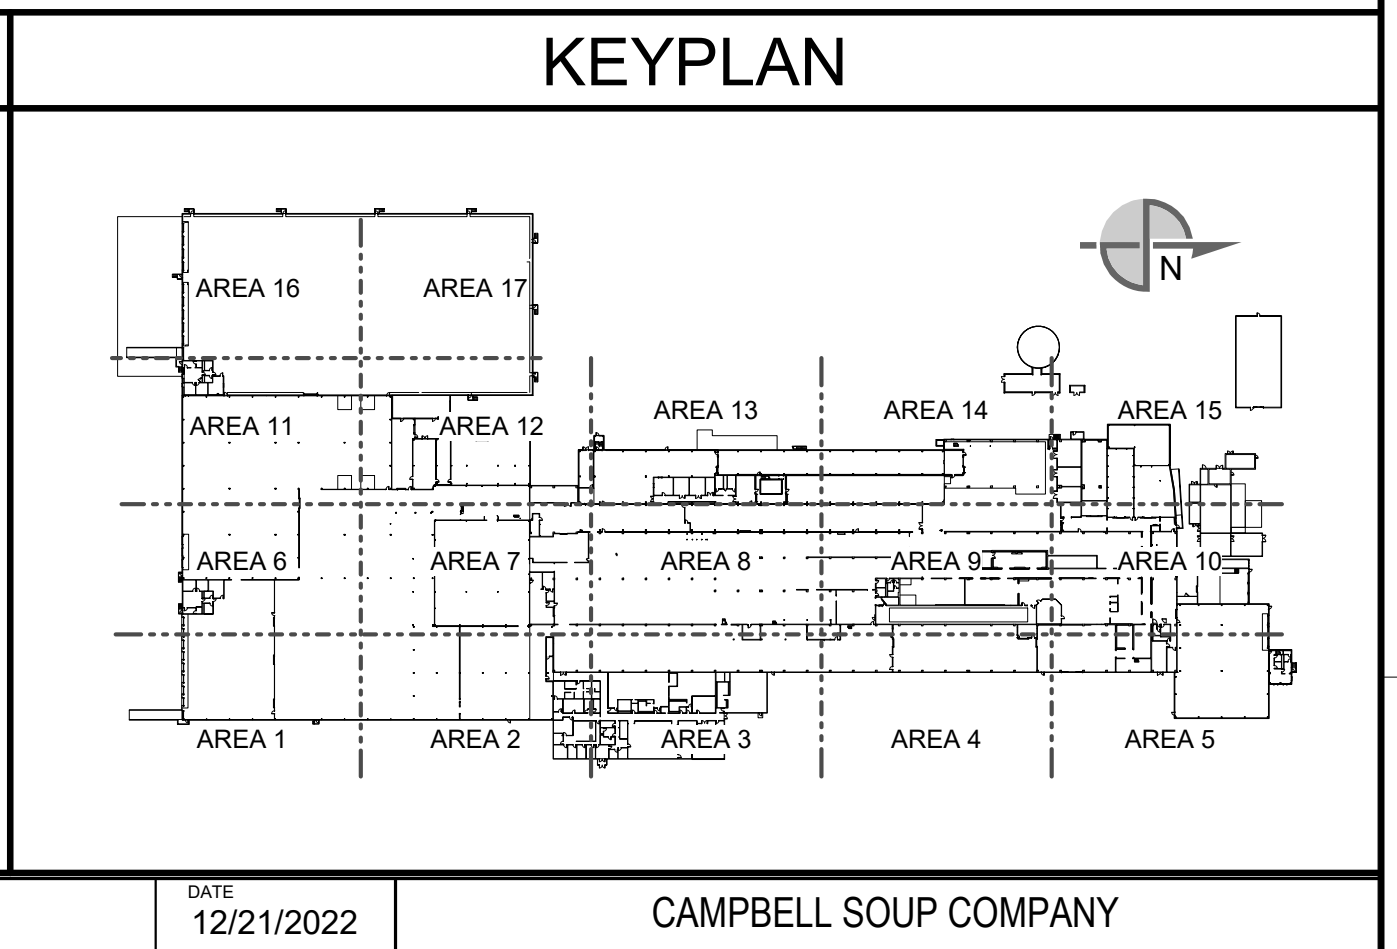 KEYPLAN
N
AREA 16
AREA 17
AREA 11
AREA 12
AREA 13
AREA 14
AREA 15
AREA 6
AREA 7
AREA 8
AREA 9
AREA 10
AREA 1
AREA 2
AREA 3
AREA 4
AREA 5
DATE
12/21/2022
CAMPBELL SOUP COMPANY